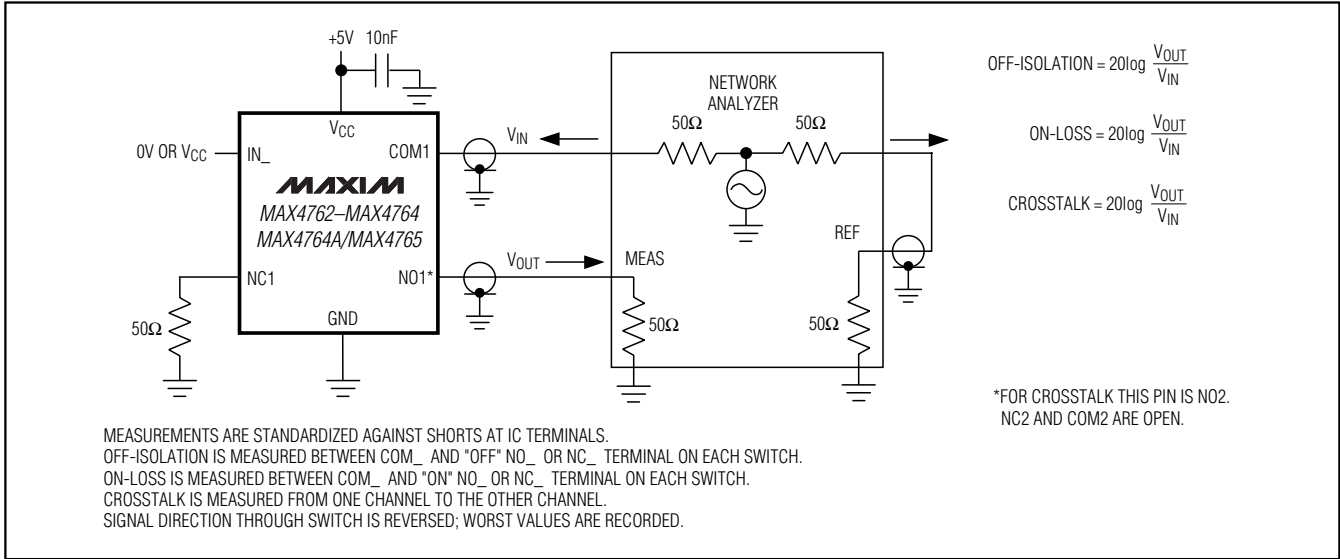 +5V 10nF
VCC
0V OR VCC
IN_
COM1
MAXIM
MAX4762–MAX4764
MAX4764A/MAX4765
NC1
NO1*
GND
50Ω
VIN
VOUT
NETWORK
ANALYZER
50Ω
50Ω
MEAS
REF
50Ω
50Ω
OFF-ISOLATION = 20log VOUT
VIN
ON-LOSS = 20log VOUT
VIN
CROSSTALK = 20log VOUT
VIN
*FOR CROSSTALK THIS PIN IS NO2.
NC2 AND COM2 ARE OPEN.
MEASUREMENTS ARE STANDARDIZED AGAINST SHORTS AT IC TERMINALS.
OFF-ISOLATION IS MEASURED BETWEEN COM_ AND "OFF" NO_ OR NC_ TERMINAL ON EACH SWITCH.
ON-LOSS IS MEASURED BETWEEN COM_ AND "ON" NO_ OR NC_ TERMINAL ON EACH SWITCH.
CROSSTALK IS MEASURED FROM ONE CHANNEL TO THE OTHER CHANNEL.
SIGNAL DIRECTION THROUGH SWITCH IS REVERSED; WORST VALUES ARE RECORDED.